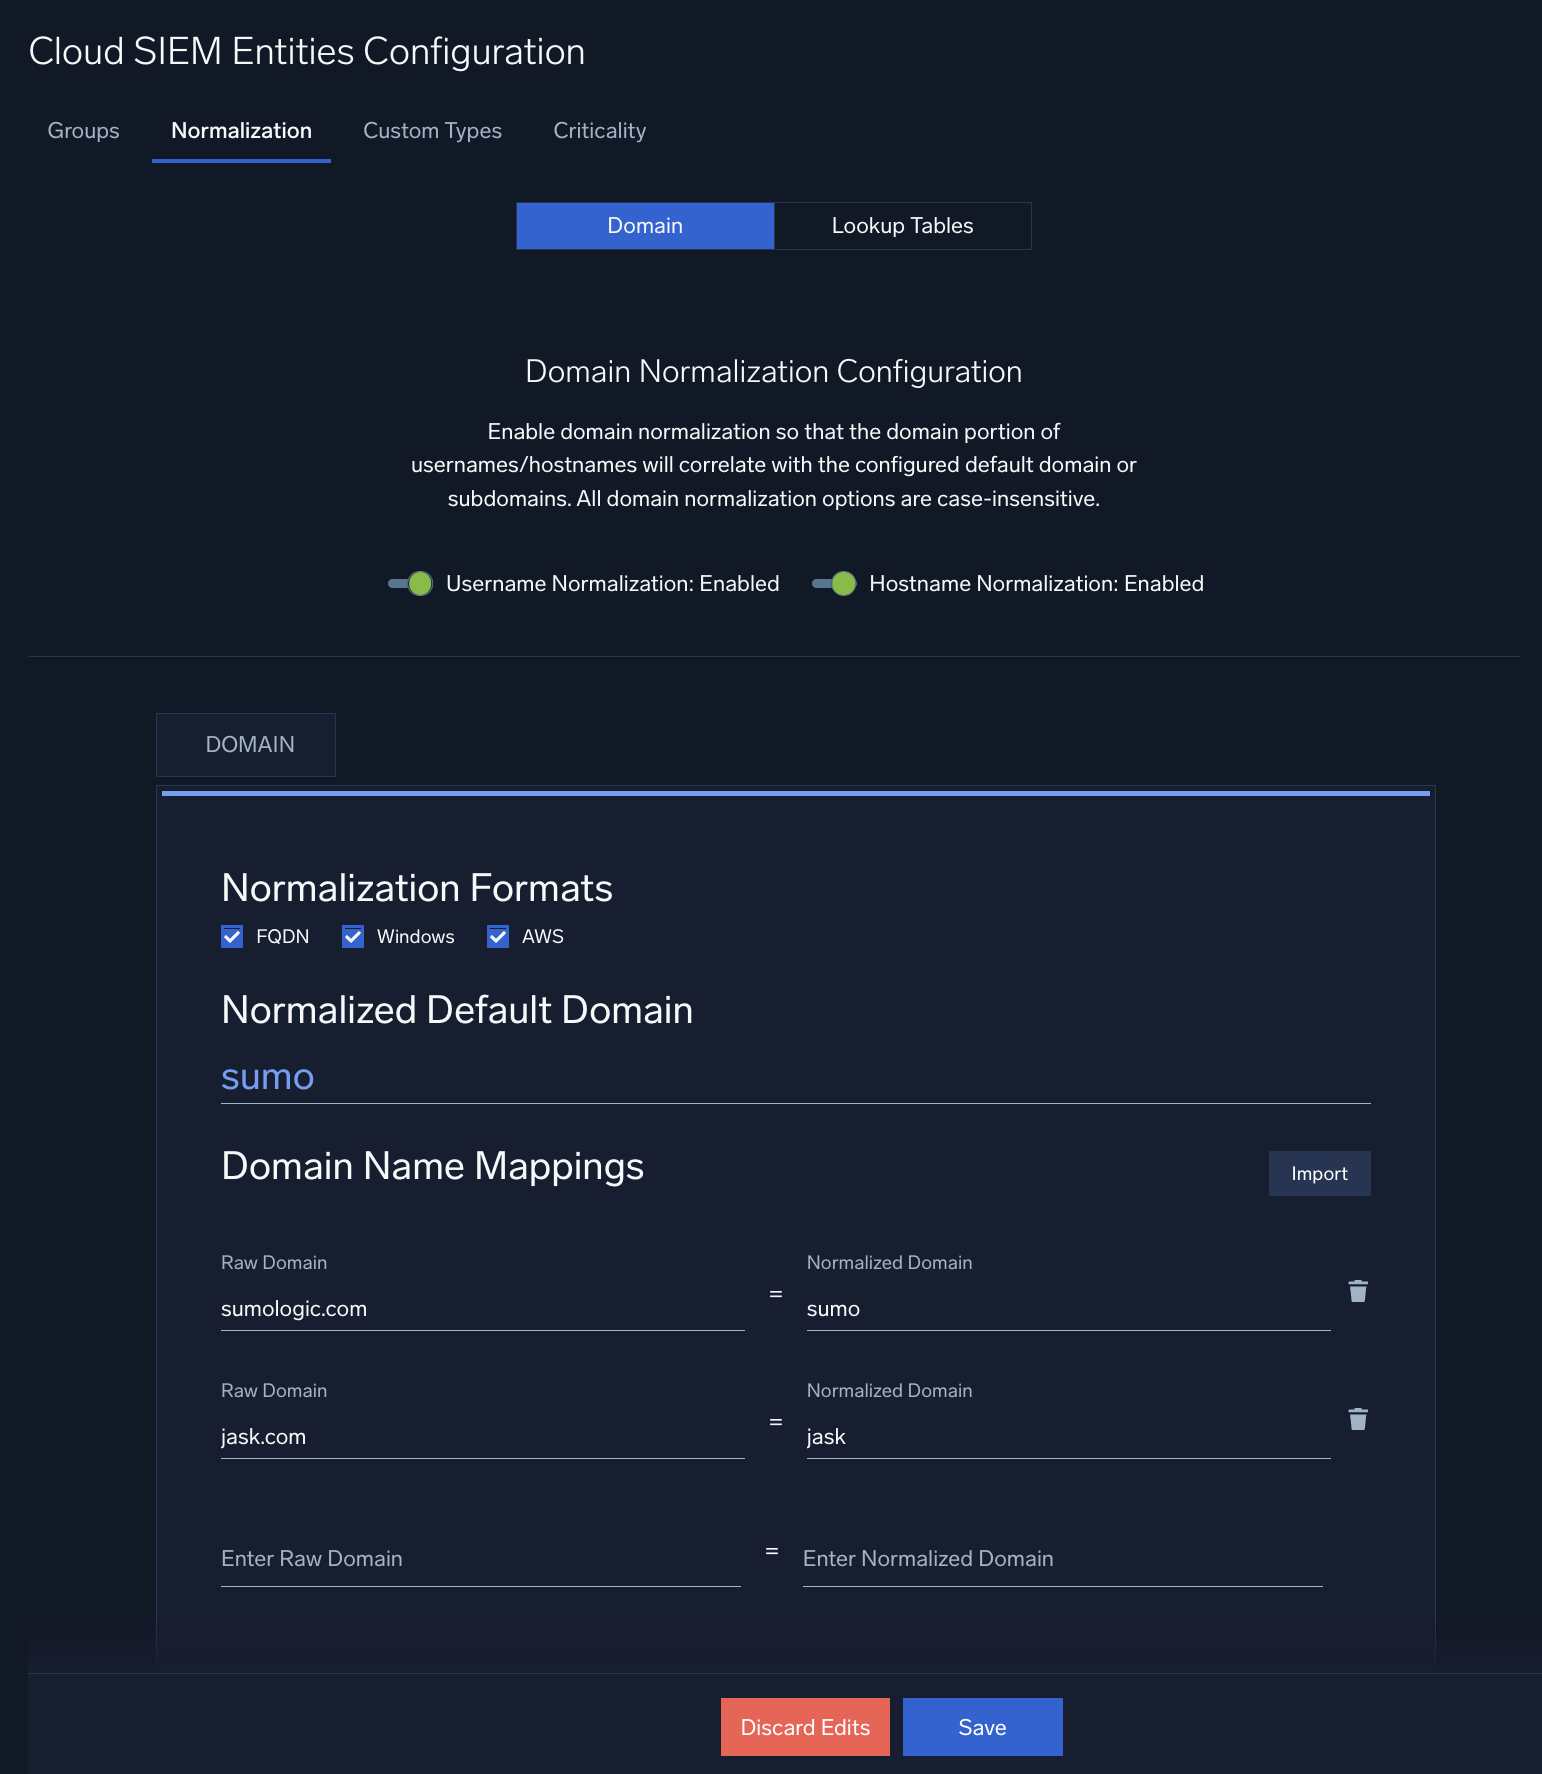 Cloud SIEM Entities Configuration
Groups Normalization Custom Types Criticality
Domain Lookup Tables
Domain Normalization Configuration
Enable domain normalization so that the domain portion of
usernames/hostnames will correlate with the configured default domain or
subdomains. All domain normalization options are case-insensitive.
Username Normalization: Enabled Hostname Normalization: Enabled
DOMAIN
Normalization Formats
FQDN Windows AWS
Normalized Default Domain
sumo
Domain Name Mappings
Import
Raw Domain Normalized Domain
sumologic.com = sumo
Raw Domain Normalized Domain
jask.com = jask
Enter Raw Domain = Enter Normalized Domain
Discard Edits Save